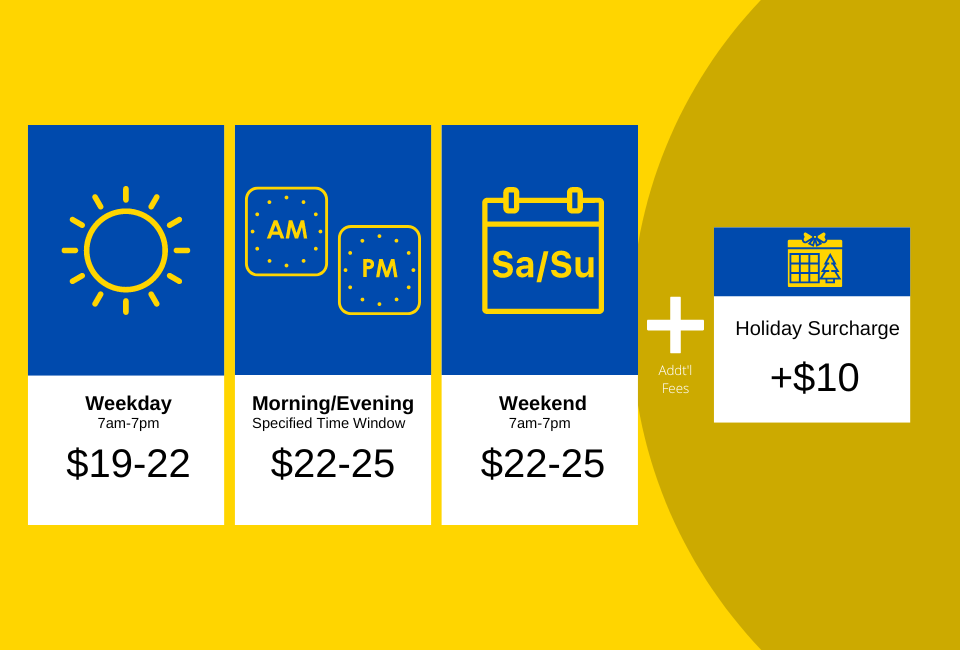 AM
PM
Sa/Su
Weekday
7am-7pm
$19-22
Morning/Evening
Specified Time Window
$22-25
Weekend
7am-7pm
$22-25
Addt'l
Fees
Holiday Surcharge
+$10